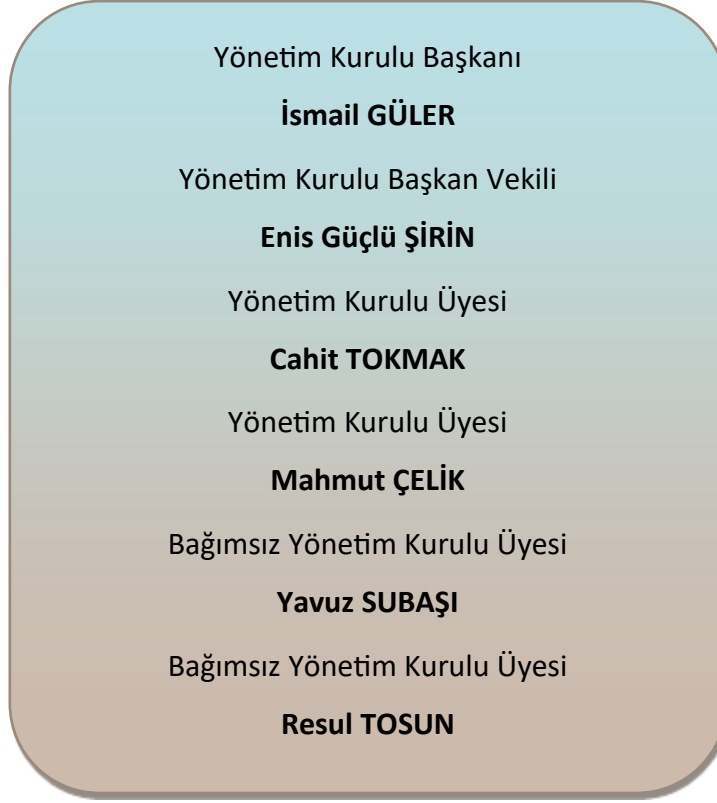 Yönetim Kurulu Başkanı
İsmail GÜLER
Yönetim Kurulu Başkan Vekili
Enis Güçlü ŞİRİN
Yönetim Kurulu Üyesi
Cahit TOKMAK
Yönetim Kurulu Üyesi
Mahmut ÇELİK
Bağımsız Yönetim Kurulu Üyesi
Yavuz SUBAŞI
Bağımsız Yönetim Kurulu Üyesi
Resul TOSUN